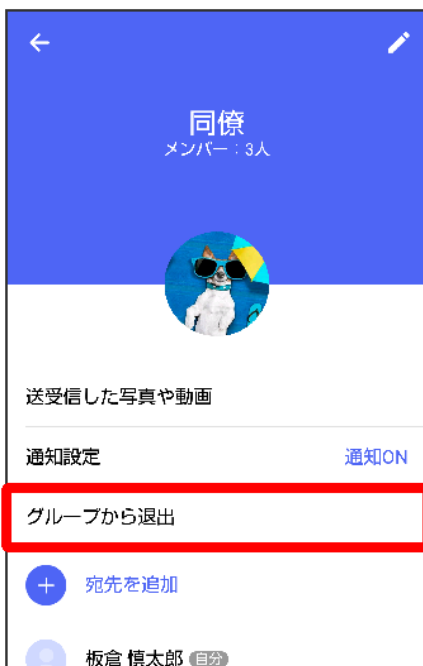 同僚
メンバー：3人
送受信した写真や動画
通知設定 通知ON
グループから退出
宛先を追加
板倉 慎太郎 自分